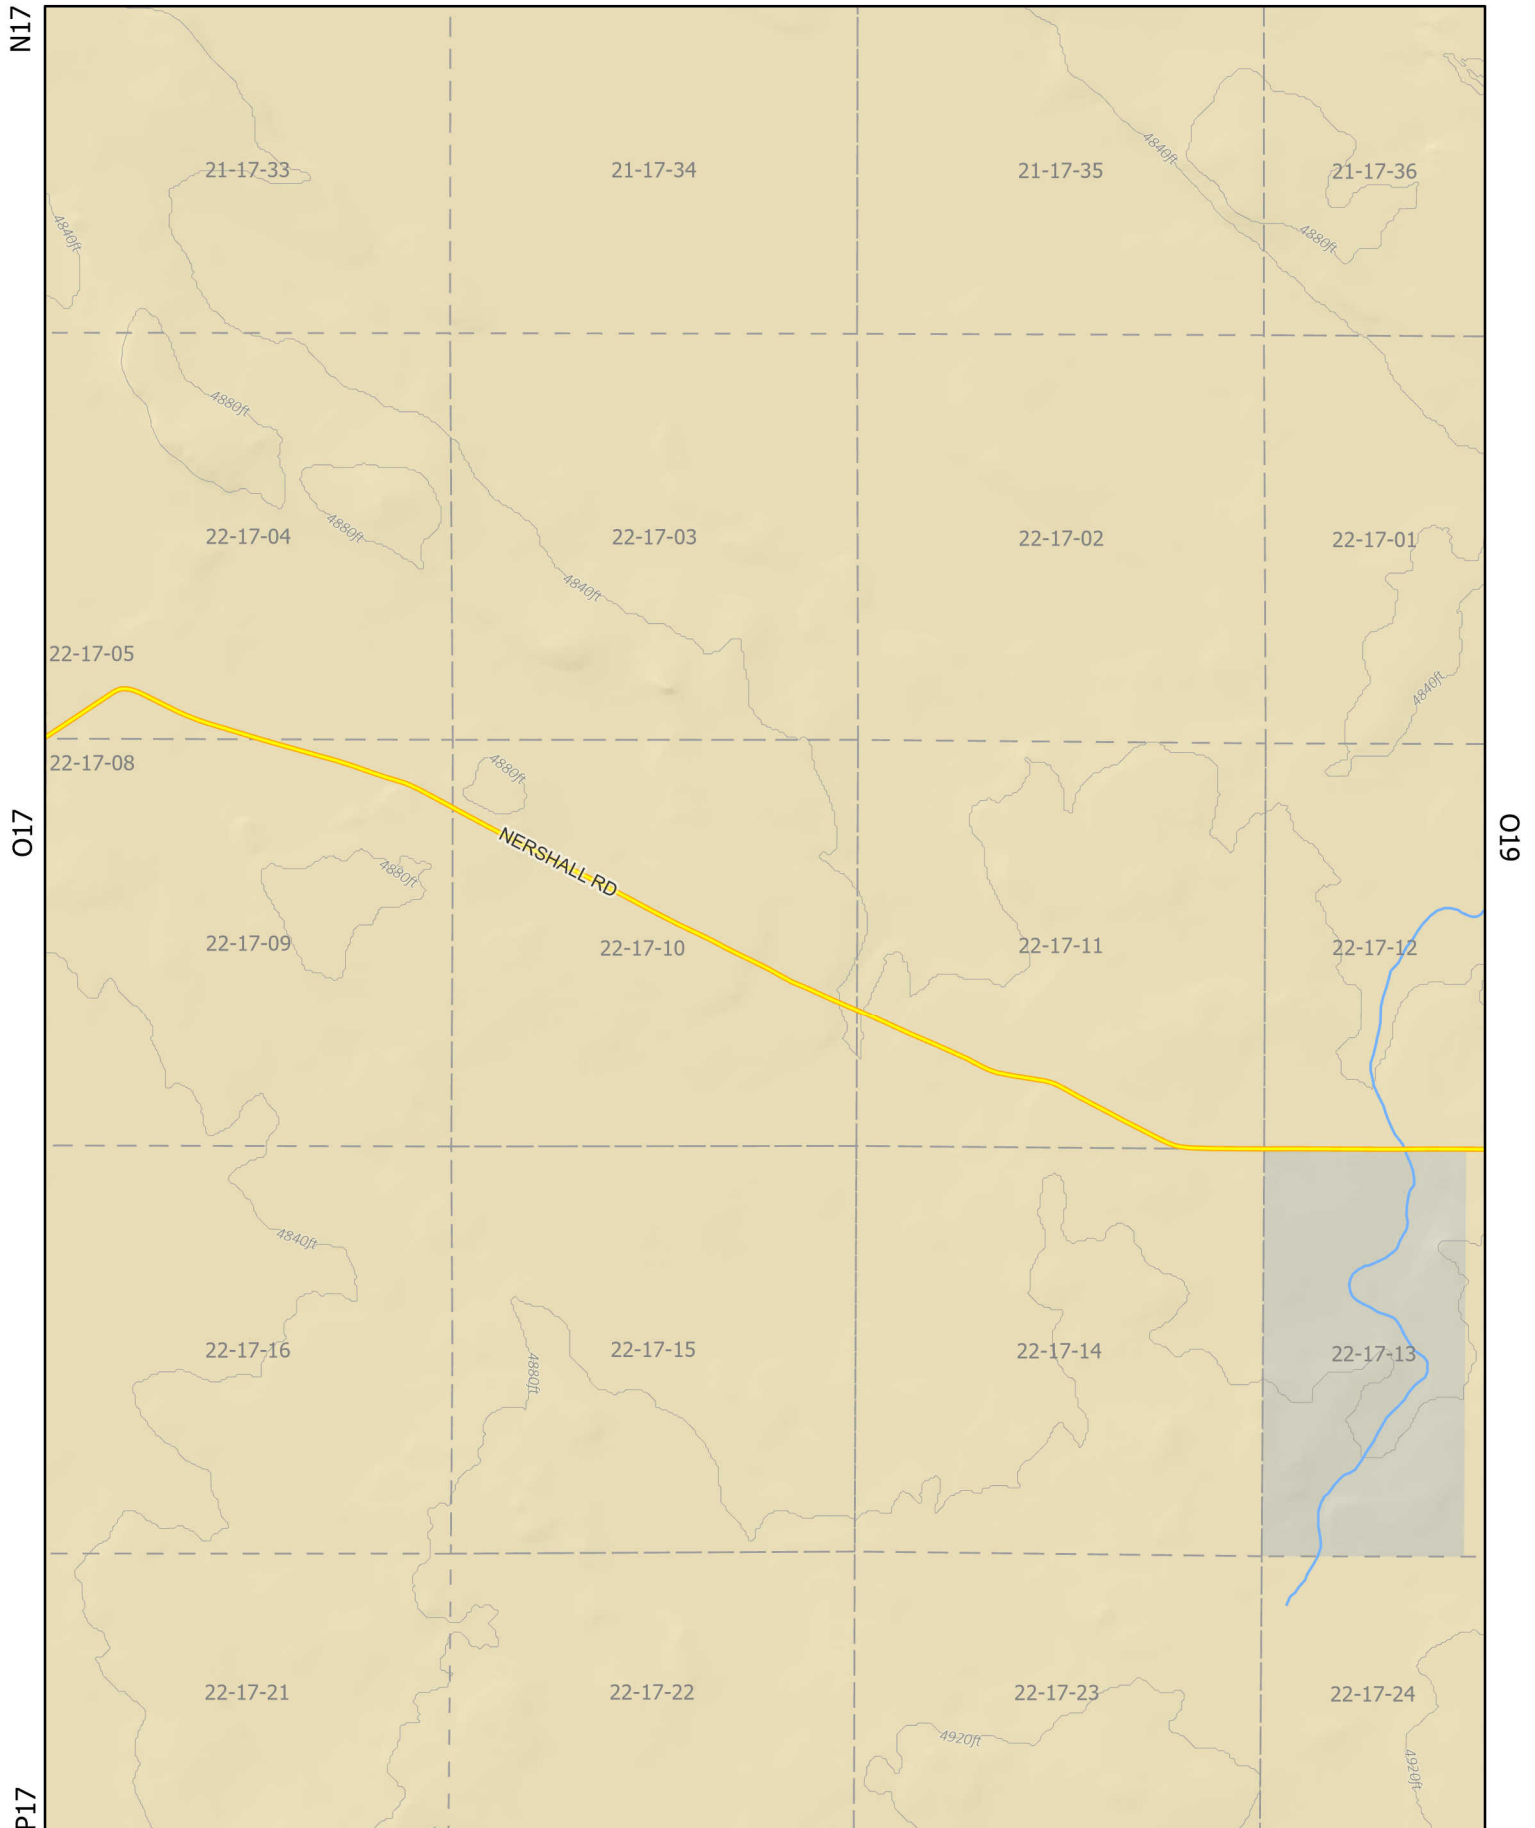 N17
21-17-33
21-17-34
21-17-35
21-17-36
4840ft
4840ft
4880ft
4880ft
4880ft
22-17-04
22-17-03
22-17-02
22-17-01
4840ft
22-17-05
4840ft
22-17-08
4880ft
O17
O19
NERSHALL RD
4880ft
22-17-09
22-17-10
22-17-11
22-17-12
4840ft
22-17-16
22-17-15
22-17-14
22-17-13
4880ft
22-17-21
22-17-22
22-17-23
22-17-24
4920ft
4920ft
P17